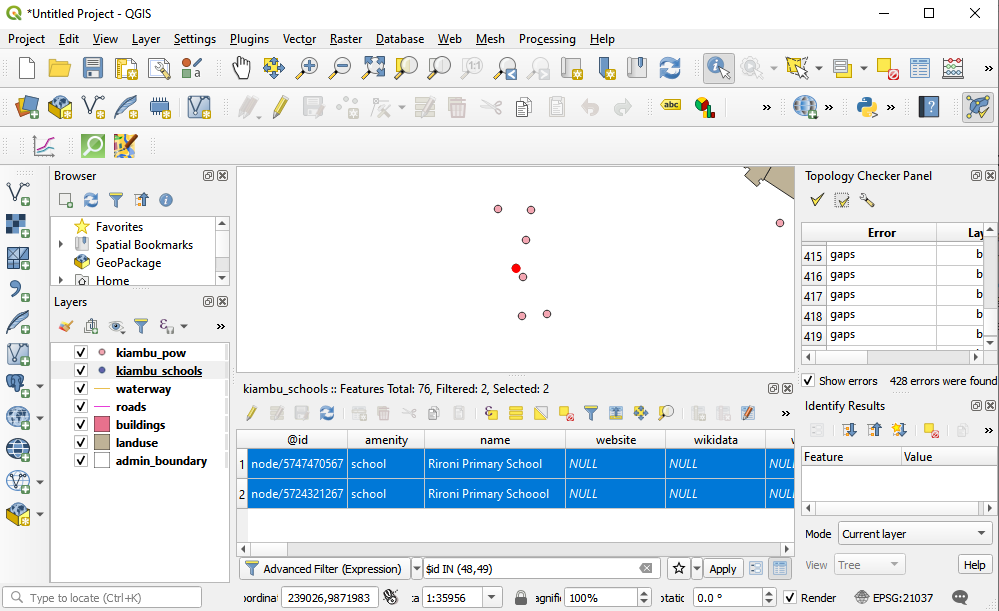 *Untitled Project - QGIS
Project Edit View Layer Settings Plugins Vector Raster Database Web Mesh Processing Help
1:1
abc
»
Browser
Favorites
Spatial Bookmarks
GeoPackage
Home
Layers
»
kiambu_pow
kiambu_schools
waterway
roads
buildings
landuse
admin_boundary
kiambu_schools :: Features Total: 76, Filtered: 2, Selected: 2
»
@id amenity name website wikidata
1 node/5747470567 school Rironi Primary School NULL NULL NULL
2 node/5724321267 school Rironi Primary Schoool NULL NULL NULL
Advanced Filter (Expression) $id IN (48,49) Apply
Topology Checker Panel
Error Lay
415 gaps b
416 gaps b
417 gaps b
418 gaps b
419 gaps b
Show errors 428 errors were found
Identify Results
»
Feature Value
Mode Current layer
View Tree Help
Type to locate (Ctrl+K) oordinat 239026,9871983 :a 1:35956 agnifi 100% otatic 0.0 ° Render EPSG:21037